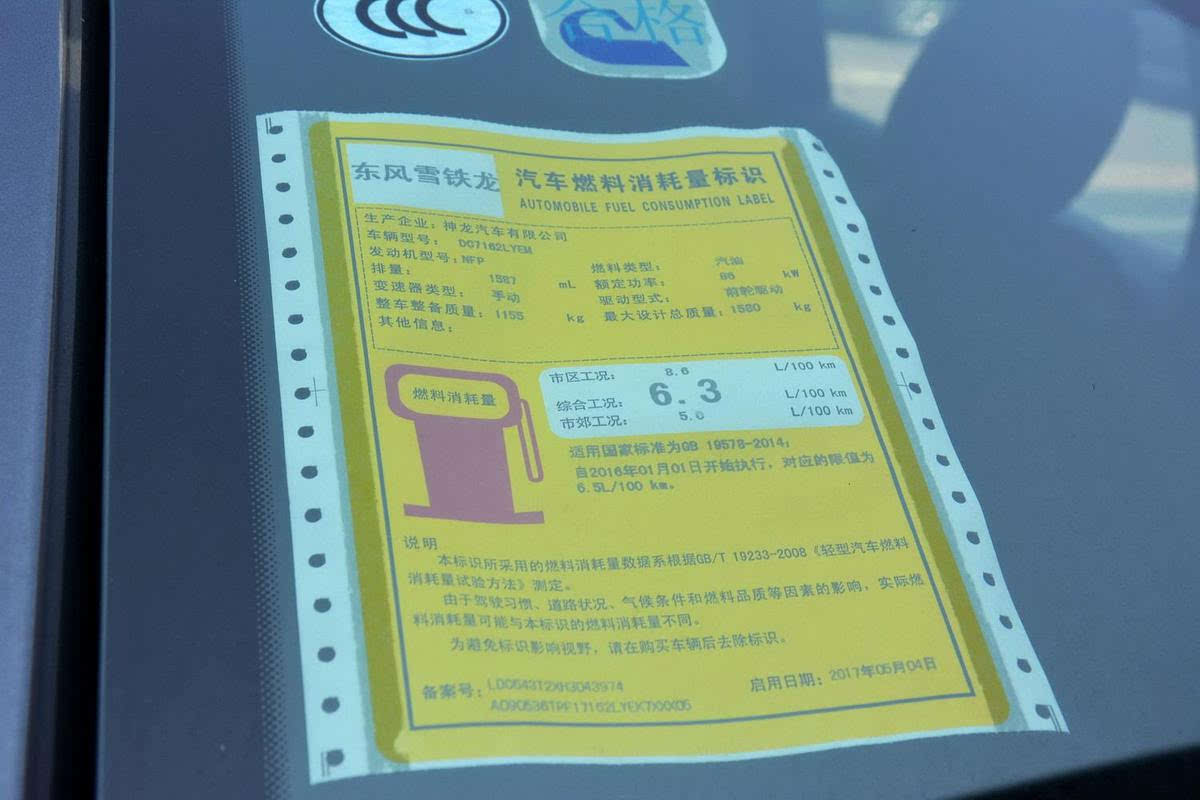 CCC
合格
东风雪铁龙 汽车燃料消耗量标识
AUTOMOBILE FUEL CONSUMPTION LABEL
生产企业：神龙汽车有限公司
车辆型号： DC7162LYEM
发动机型号：NFP 燃料类型： 汽油
排量： 1587 mL 额定功率： 86 kW
变速器类型： 手动 驱动型式： 前轮驱动
整车整备质量：1155 kg 最大设计总质量：1580 kg
其他信息：
燃料消耗量
市区工况： 8.6 L/100 km
综合工况： 6.3 L/100 km
市郊工况： 5.0 L/100 km
适用国家标准为GB 19578-2014；
自2016年01月01日开始执行，对应的限值为
6.5L/100 km。
说明
本标识所采用的燃料消耗量数据系根据GB/T 19233-2008《轻型汽车燃料
消耗量试验方法》测定。
由于驾驶习惯、道路状况、气候条件和燃料品质等因素的影响，实际燃
料消耗量可能与本标识的燃料消耗量不同。
为避免标识影响视野，请在购买车辆后去除标识。
备案号： 启用日期：2017年05月04日